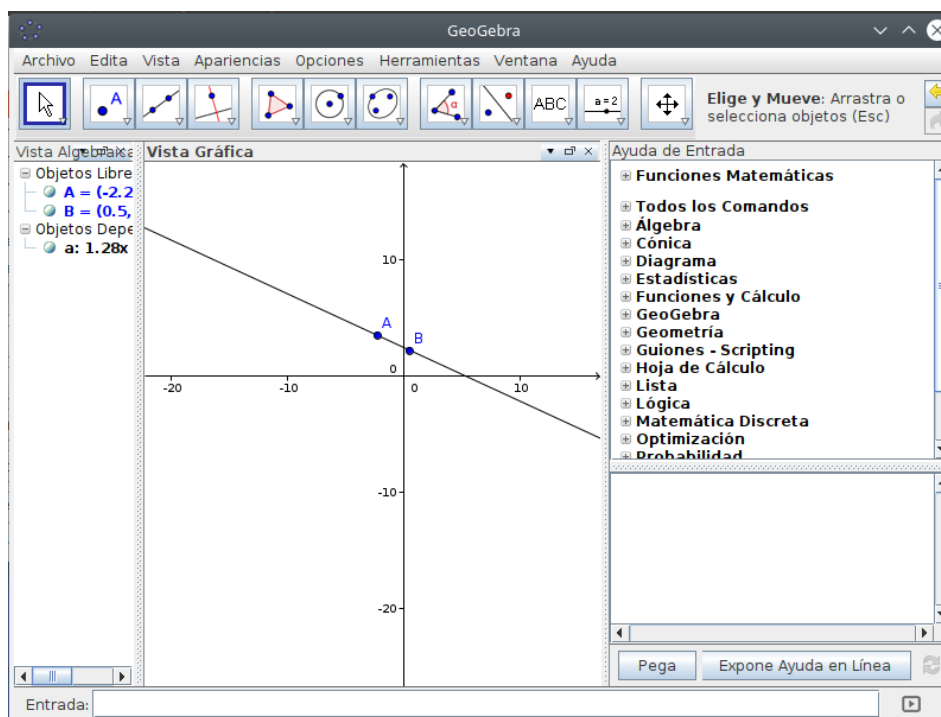 GeoGebra
Archivo Edita Vista Apariencias Opciones Herramientas Ventana Ayuda
A
α
ABC
a=2
Elige y Mueve: Arrastra o
selecciona objetos (Esc)
Vista Algebraica
Objetos Libre
A = (-2.2
B = (0.5,
Objetos Depe
a: 1.28x
Vista Gráfica
10
A
B
0
-20
-10
0
10
-10
-20
Ayuda de Entrada
Funciones Matemáticas
Todos los Comandos
Álgebra
Cónica
Diagrama
Estadísticas
Funciones y Cálculo
GeoGebra
Geometría
Guiones - Scripting
Hoja de Cálculo
Lista
Lógica
Matemática Discreta
Optimización
Probabilidad
Pega
Expone Ayuda en Línea
Entrada: